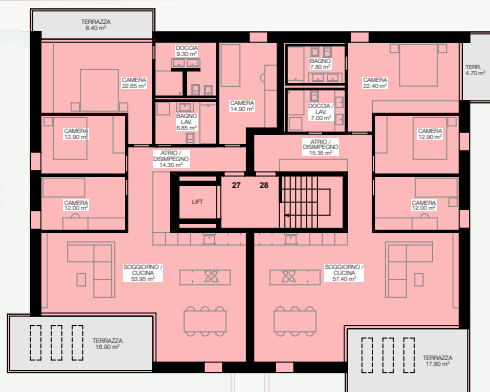 TERRAZZA
8.40 m²
DOCCIA
9.30 m²
CAMERA
22.65 m²
BAGNO
LAV.
6.85 m²
CAMERA
14.90 m²
BAGNO
7.80 m²
DOCCIA /
LAV.
7.00 m²
CAMERA
22.40 m²
TERR.
4.70 m²
CAMERA
12.90 m²
CAMERA
12.90 m²
ATRIO /
DISIMPEGNO
14.30 m²
ATRIO /
DISIMPEGNO
15.35 m²
27
28
CAMERA
12.00 m²
LIFT
CAMERA
12.00 m²
SOGGIORNO /
CUCINA
53.95 m²
SOGGIORNO /
CUCINA
57.40 m²
TERRAZZA
18.90 m²
TERRAZZA
17.80 m²